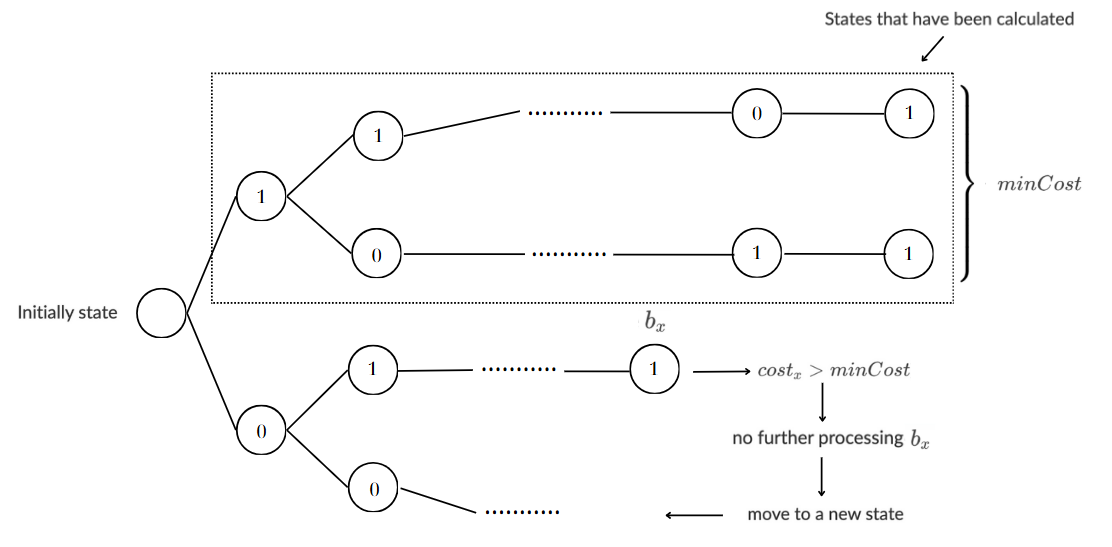 States that have been calculated
0
1
1
1
minCost
0
1
1
Initially state
b_x
1
1
cost_x > minCost
0
no further processing b_x
0
move to a new state